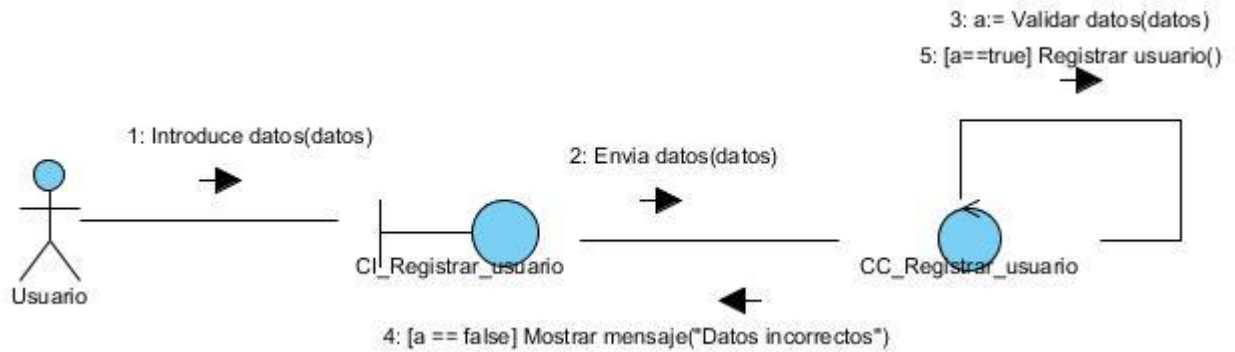 3: a:= Validar datos(datos)
5: [a==true] Registrar usuario()
1: Introduce datos(datos)
2: Envia datos(datos)
CI_Registrar_usuario
CC_Registrar_usuario
Usuario
4: [a == false] Mostrar mensaje("Datos incorrectos")